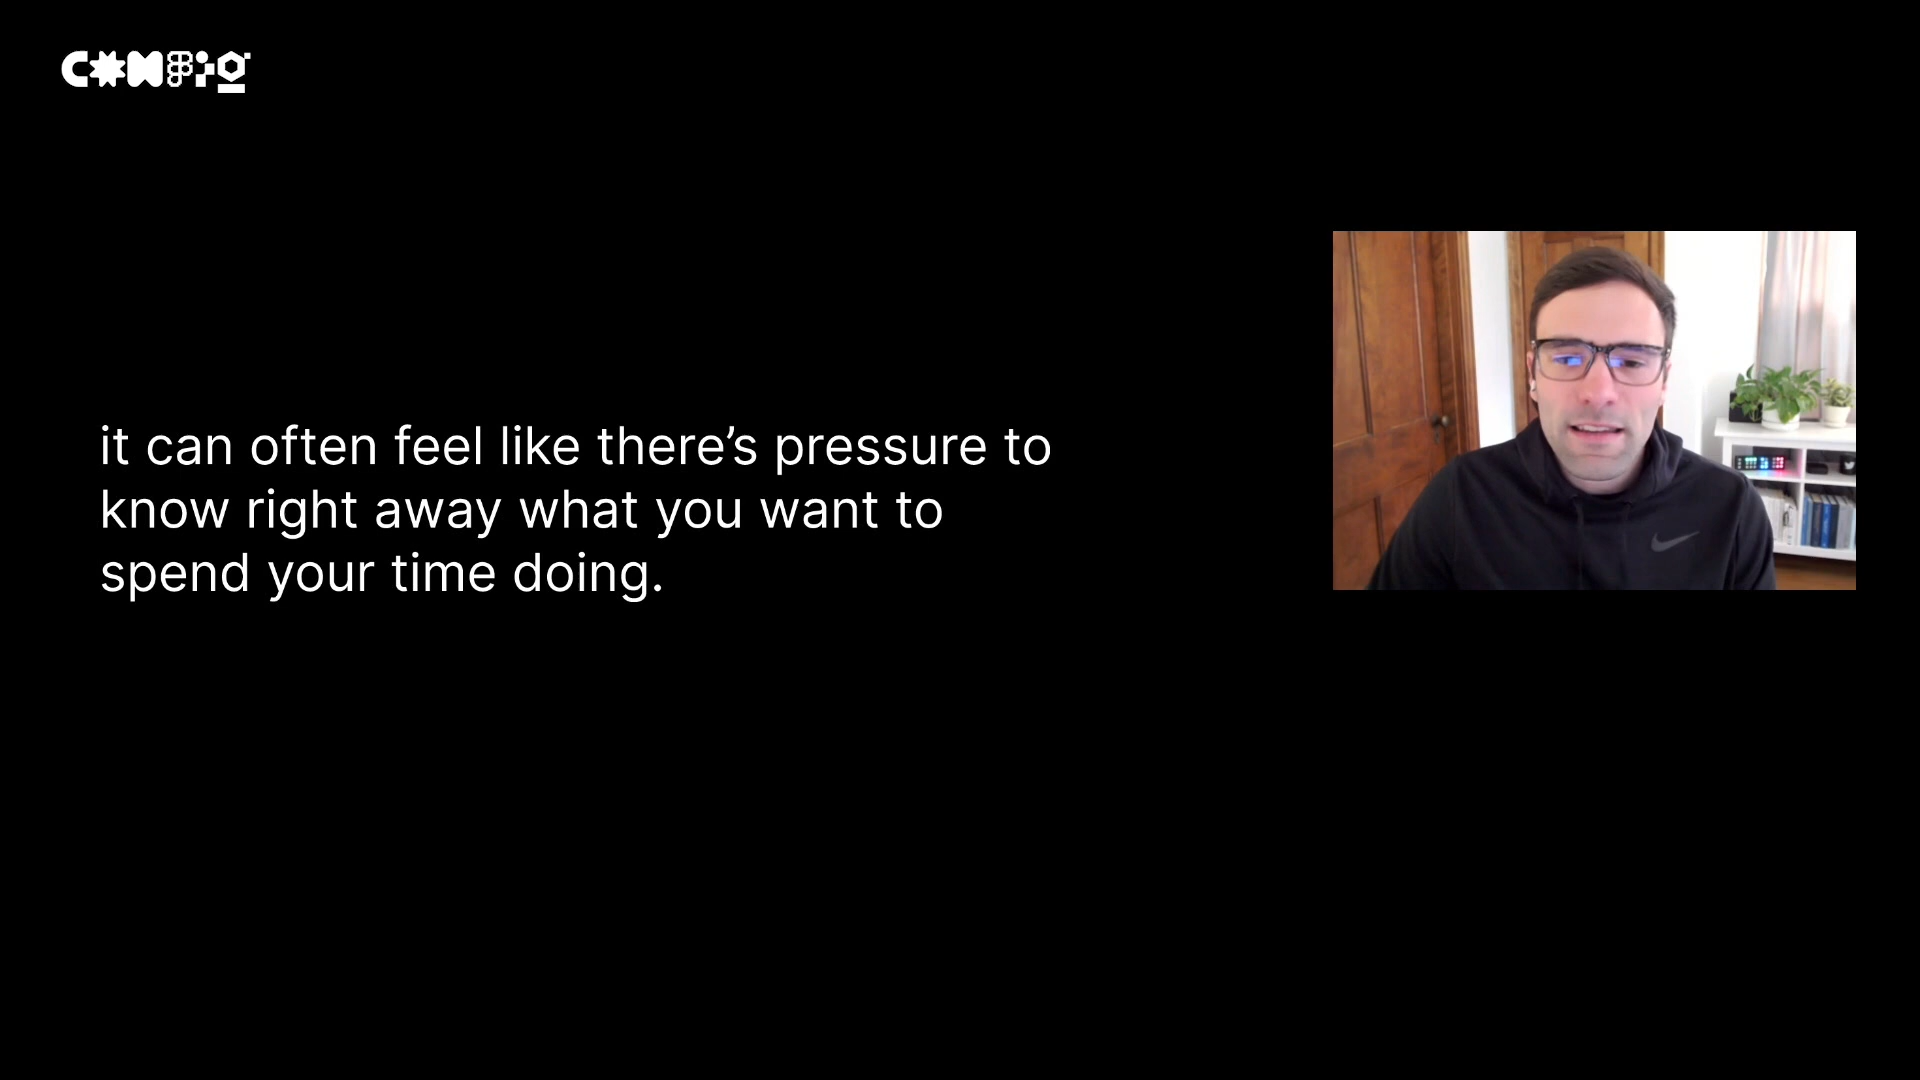 CONFIG
it can often feel like there’s pressure to
know right away what you want to
spend your time doing.